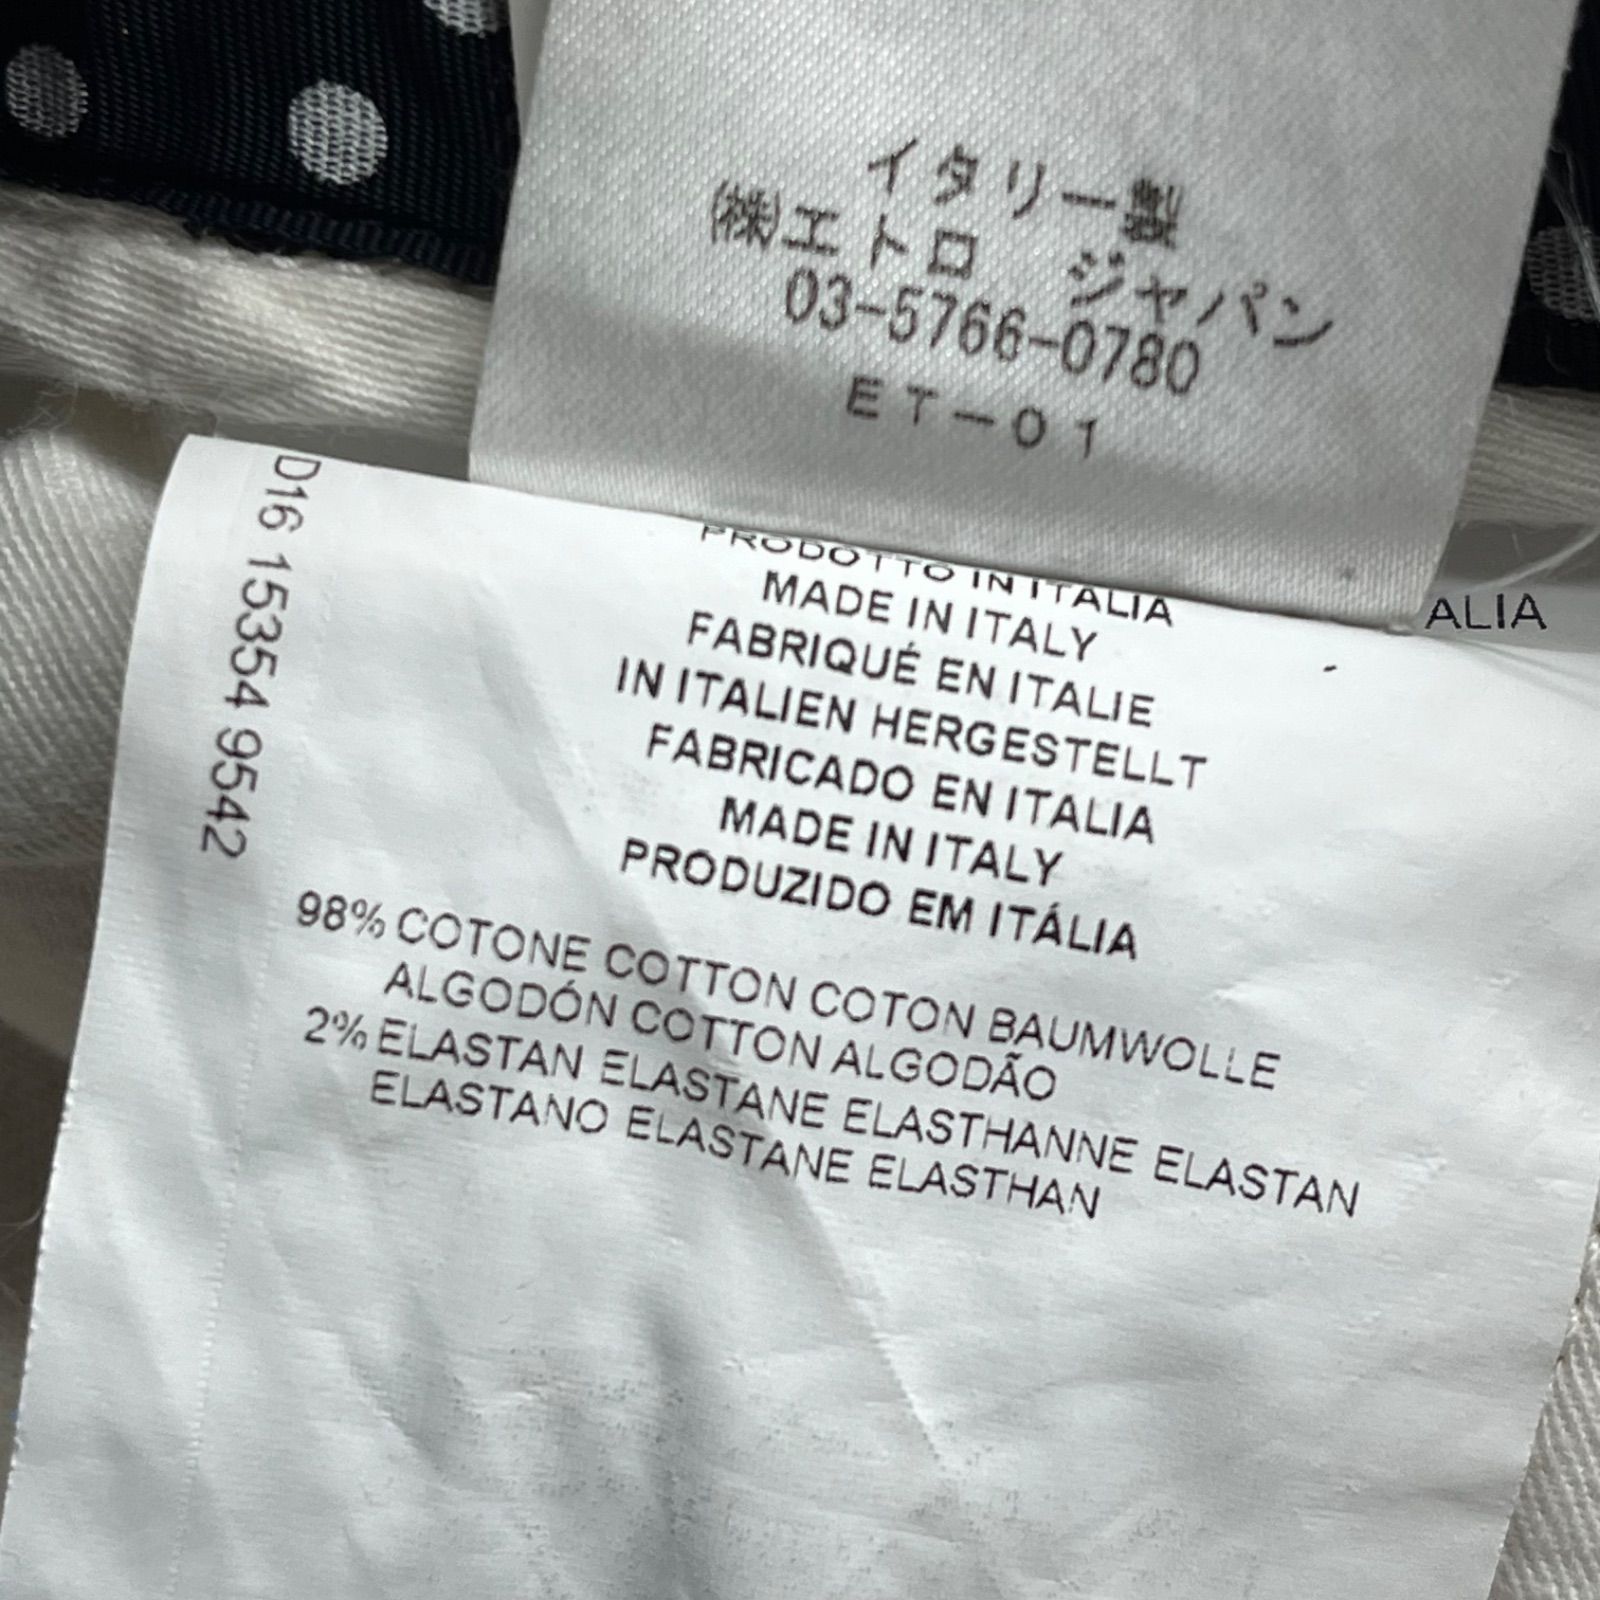 イタリー製
㈱エトロ　ジャパン
03-5766-0780
ET-01
D16 15354 9542
PRODOTTO IN ITALIA
ALIA
MADE IN ITALY
FABRIQUÉ EN ITALIE
IN ITALIEN HERGESTELLT
FABRICADO EN ITALIA
MADE IN ITALY
PRODUZIDO EM ITÁLIA
98% COTONE COTTON COTON BAUMWOLLE
ALGODÓN COTTON ALGODÃO
2% ELASTAN ELASTANE ELASTHANNE ELASTAN
ELASTANO ELASTANE ELASTHAN